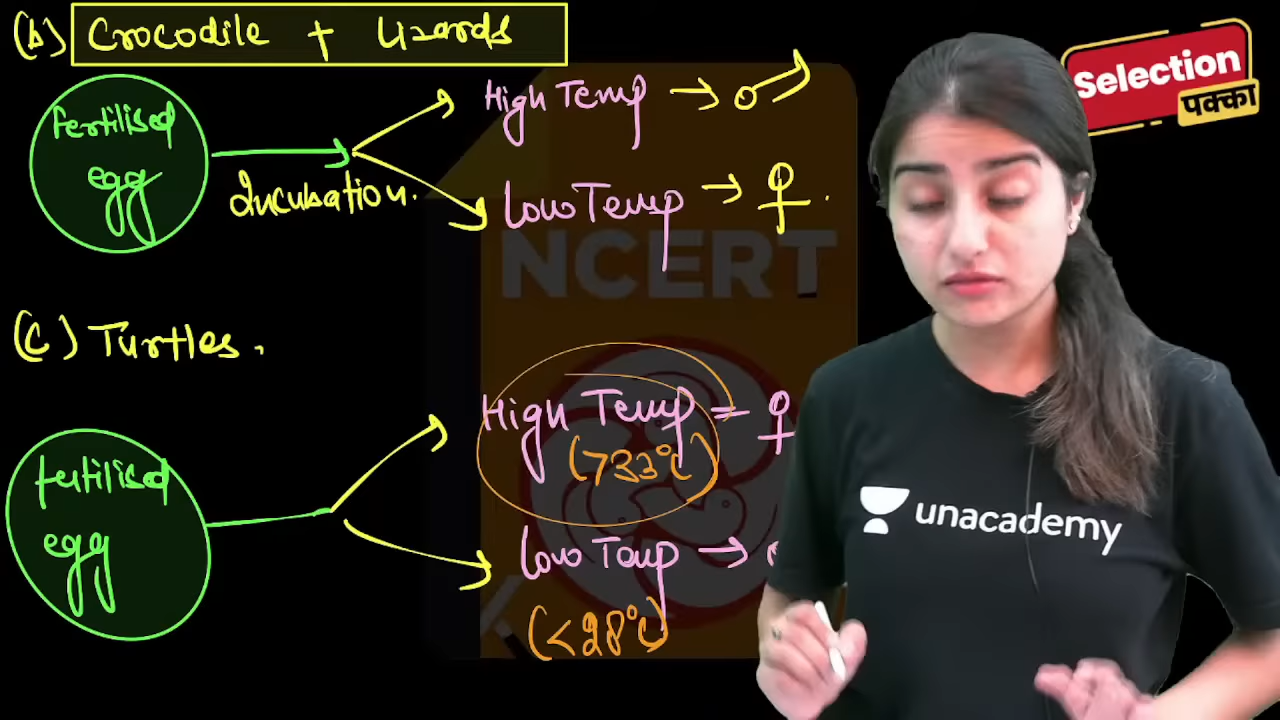 (b) Crocodile + Lizards
Selection
पक्का
fertilised
egg
Incubation.
High Temp → ♂
Low Temp → ♀.
NCERT
(C) Turtles.
fertilised
egg
High Temp = ♀
(>33°C)
Low Temp →
(<28°C)
unacademy